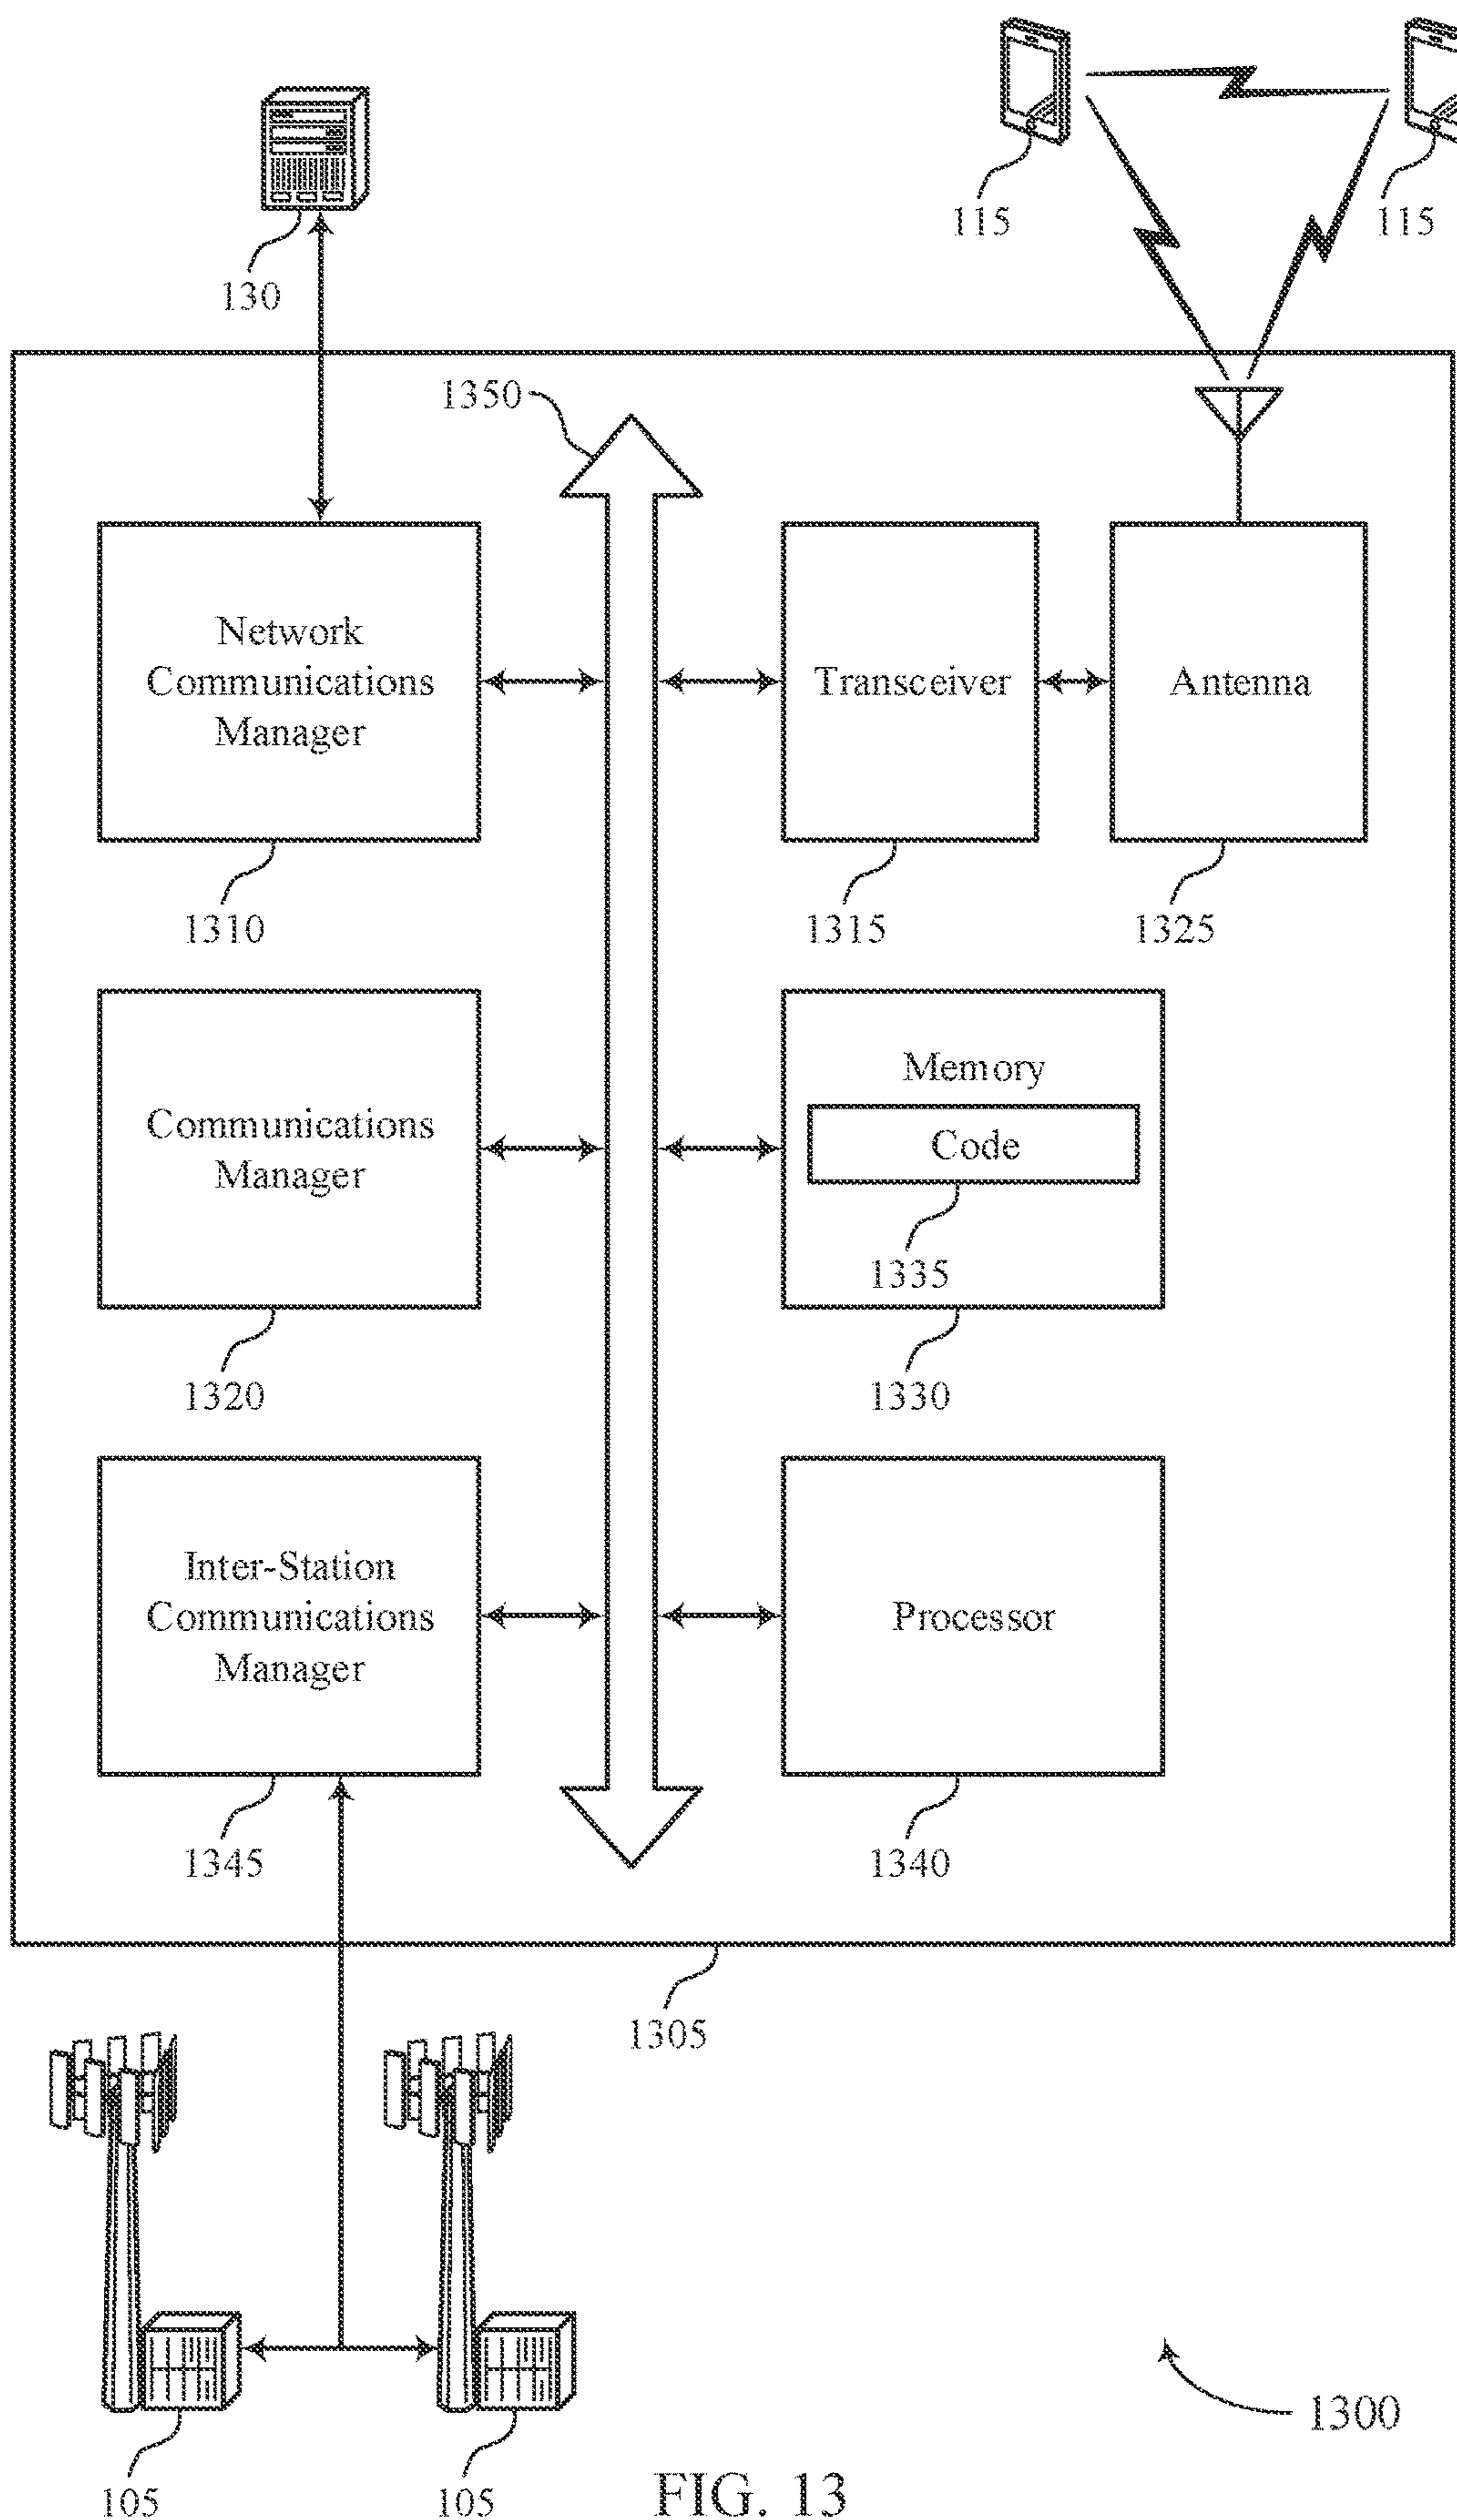 115
115
130
1350
Network
Communications
Manager
Transceiver
Antenna
1310
1315
1325
Communications
Manager
Memory
Code
1335
1320
1330
Inter-Station
Communications
Manager
Processor
1345
1340
1305
1300
105
105
FIG. 13